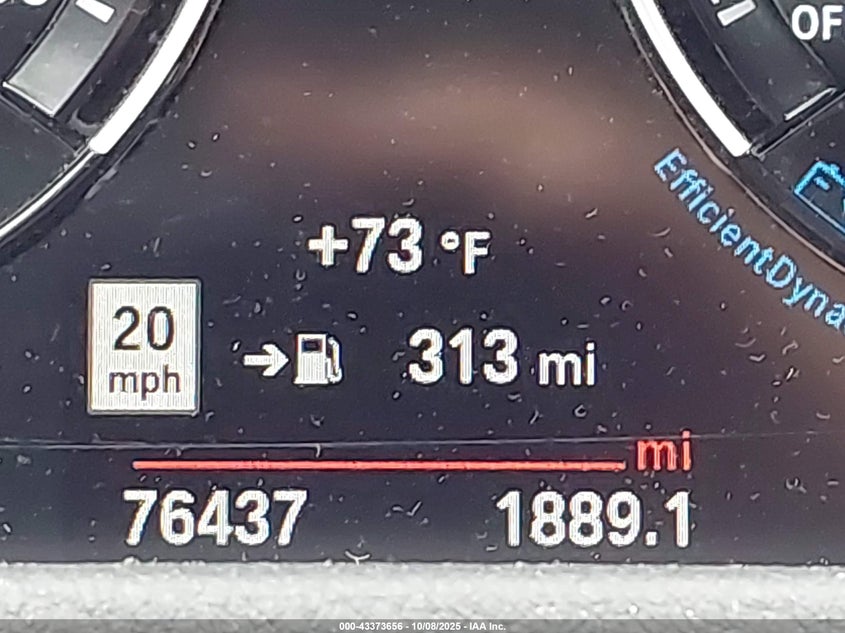 OF
+73 °F
EfficientDyna
20
mph
313 mi
mi
76437 1889.1
000-43373656 - 10/08/2025 - IAA Inc.